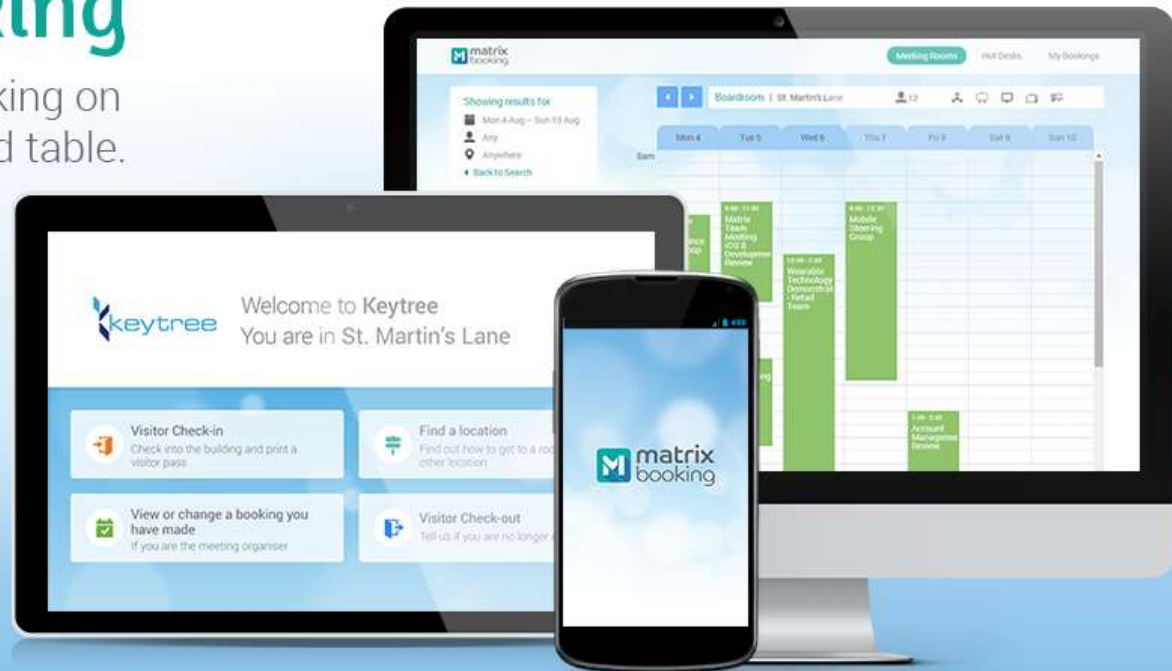 king on
d table.
matrix
booking
Meeting Rooms
Hot Desks
My Bookings
Showing results for
Mon 4 Aug – Sun 10 Aug
Any
Anywhere
Back to Search
Boardroom | St. Martin's Lane
12
Mon 4
Tue 5
Wed 6
Thu 7
Fri 8
Sat 9
Sun 10
8am
Matrix
Team
Meeting
iOS 8
Developmen
Review
Wearable
Technology
Demonstrat
- Retail
Team
Mobile
Steering
Group
Account
Manageme
Review
keytree
Welcome to Keytree
You are in St. Martin's Lane
Visitor Check-in
Check into the building and print a
visitor pass
Find a location
Find out how to get to a roo
other location
View or change a booking you
have made
If you are the meeting organiser
Visitor Check-out
Tell us if you are no longer
matrix
booking